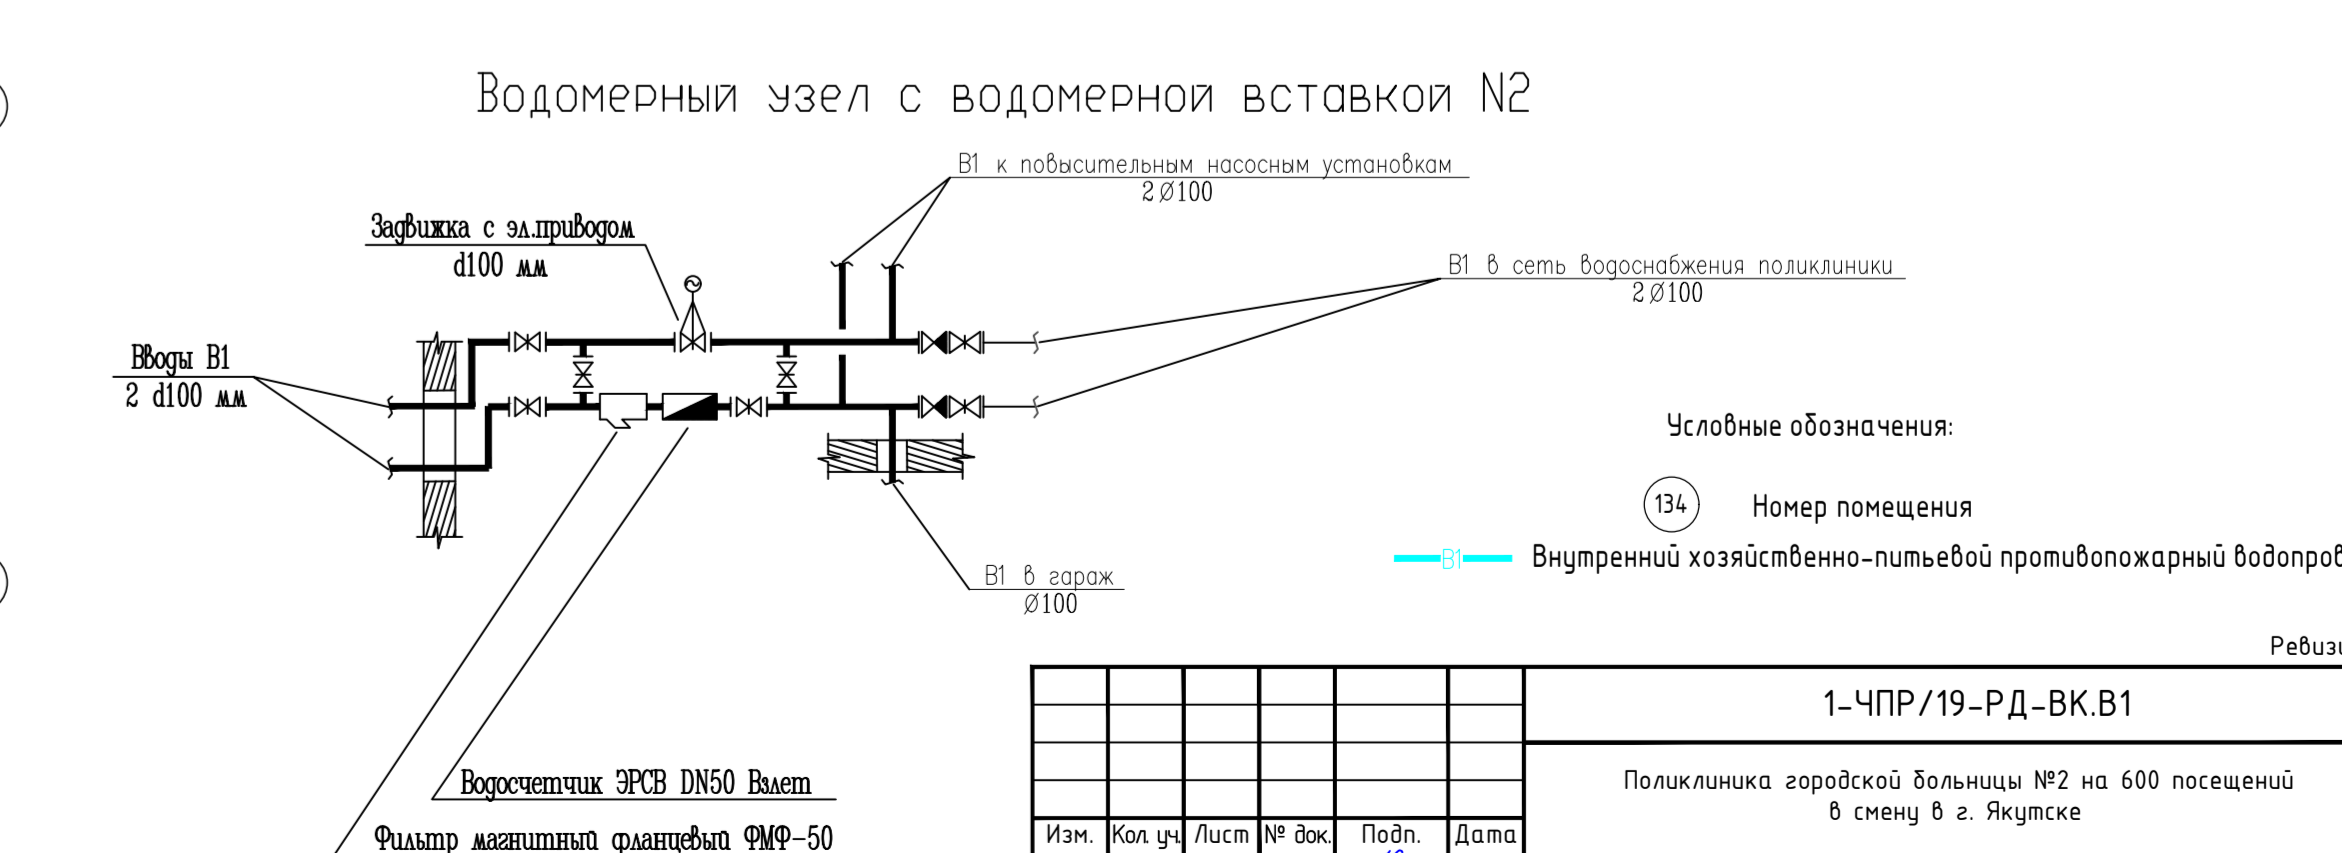 Водомерный узел с водомерной вставкой N2
В1 к повысительным насосным установкам
2Ø100
Задвижка с эл.приводом
d100 мм
В1 в сеть водоснабжения поликлиники
2Ø100
Вводы В1
2 d100 мм
Условные обозначения:
134 Номер помещения
В1 Внутренний хозяйственно-питьевой противопожарный
В1 в гараж
Ø100
1-ЧПР/19-РД-ВК.В1
Водосчетчик ЭРСВ DN50 Взлет
Поликлиника городской больницы №2 на 600 посещений
в смену в г. Якутске
Фильтр магнитный фланцевый ФМФ-50
Изм. Кол. уч. Лист № док. Подп. Дата